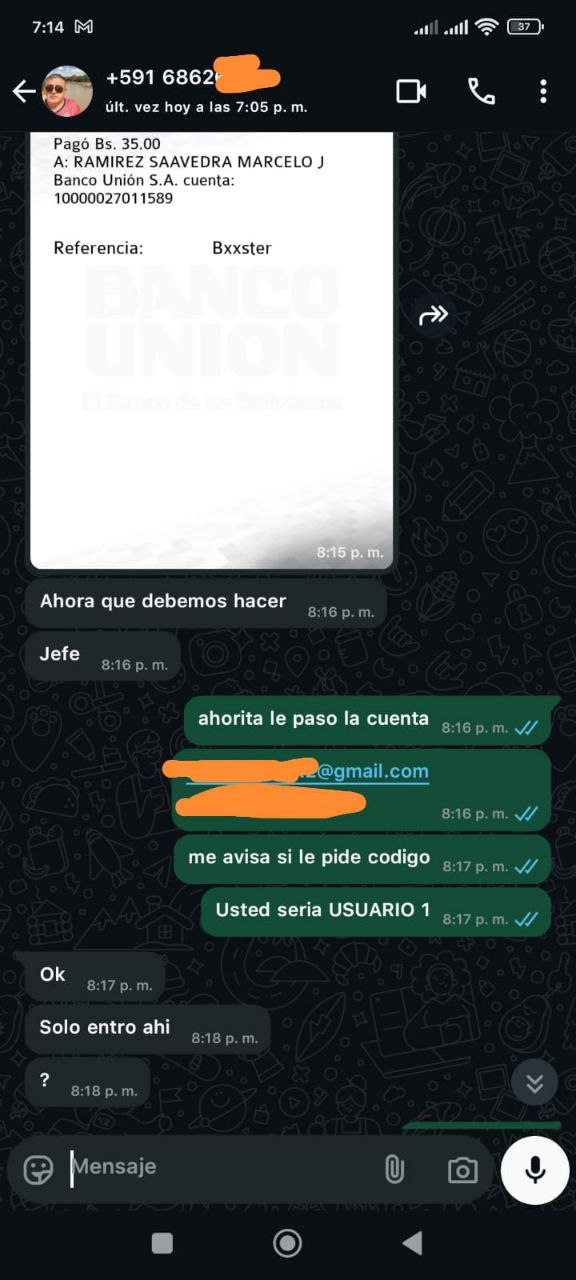 7:14
37
+591 6862
últ. vez hoy a las 7:05 p. m.
Pagó Bs. 35.00
A: RAMIREZ SAAVEDRA MARCELO J
Banco Unión S.A. cuenta:
10000027011589
Referencia: Bxxster
BANCO
UNION
El Banco de los Bolivianos
8:15 p. m.
Ahora que debemos hacer 8:16 p. m.
Jefe 8:16 p. m.
ahorita le paso la cuenta 8:16 p. m.
@gmail.com
8:16 p. m.
me avisa si le pide codigo 8:17 p. m.
Usted seria USUARIO 1 8:17 p. m.
Ok 8:17 p. m.
Solo entro ahi 8:18 p. m.
? 8:18 p. m.
Mensaje